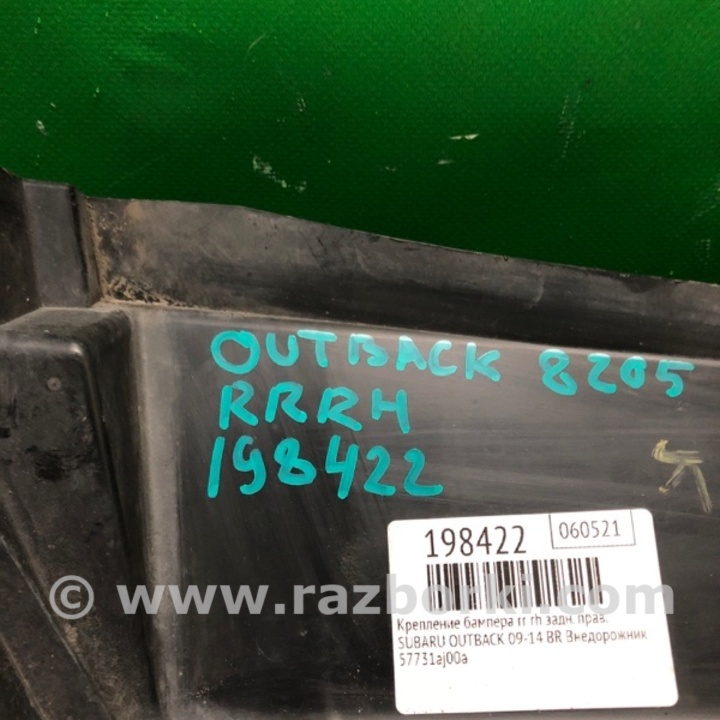 OUTBACK 8205
RRRH
198422
198422 060521
© www.razborki.com
Крепление бампера rr rh задн. прав.
SUBARU OUTBACK 09-14 BR Внедорожник
57731aj00a